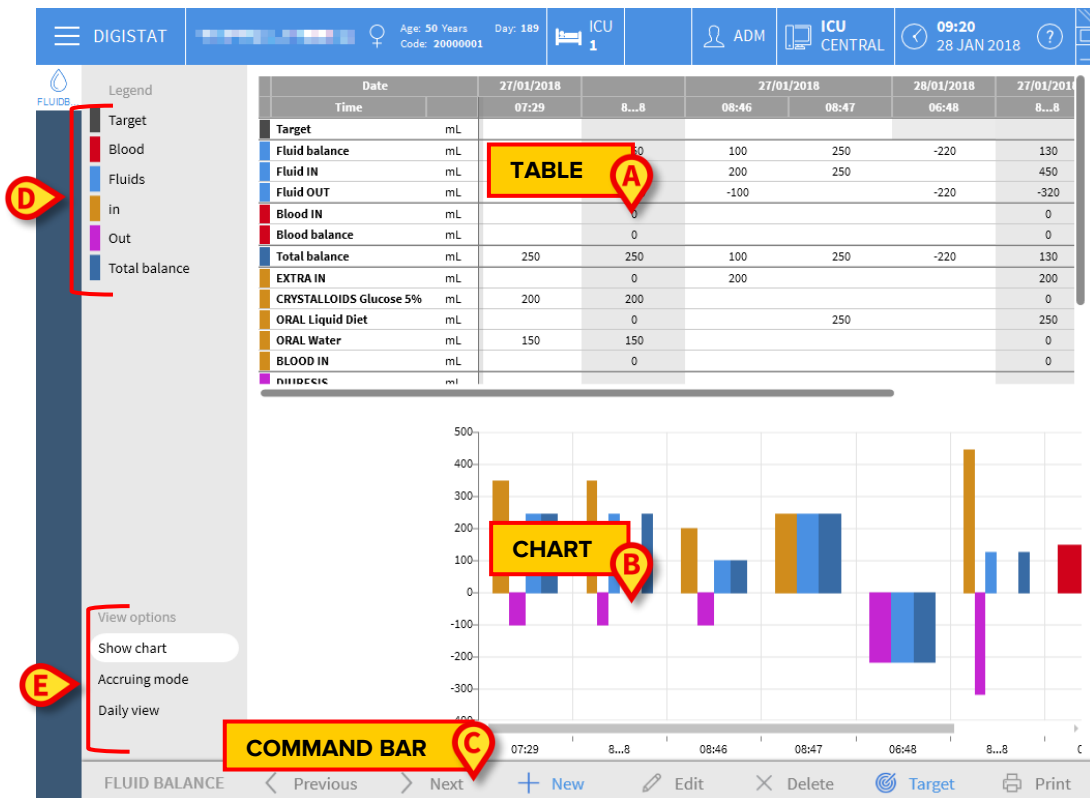 DIGISTAT
Age: 50 Years
Code: 20000001
Day: 189
ICU
1
ADM
ICU
CENTRAL
09:20
28 JAN 2018
?
FLUIDB.
Legend
Target
Blood
Fluids
in
Out
Total balance
D
Date 27/01/2018 27/01/2018 28/01/2018 27/01/2018
Time 07:29 8...8 08:46 08:47 06:48 8...8
Target mL
Fluid balance mL 100 250 -220 130
Fluid IN mL 200 250 450
Fluid OUT mL -100 -220 -320
Blood IN mL 0 0
Blood balance mL 0 0
Total balance mL 250 250 100 250 -220 130
EXTRA IN mL 0 200 200
CRYSTALLOIDS Glucose 5% mL 200 200 0
ORAL Liquid Diet mL 0 250 250
ORAL Water mL 150 150 0
BLOOD IN mL 0 0
DIURESIS mL
TABLE
A
500
400
300
200
100
0
-100
-200
-300
-400
CHART
B
07:29 8...8 08:46 08:47 06:48 8...8
View options
Show chart
Accruing mode
Daily view
E
COMMAND BAR
C
FLUID BALANCE Previous Next New Edit Delete Target Print